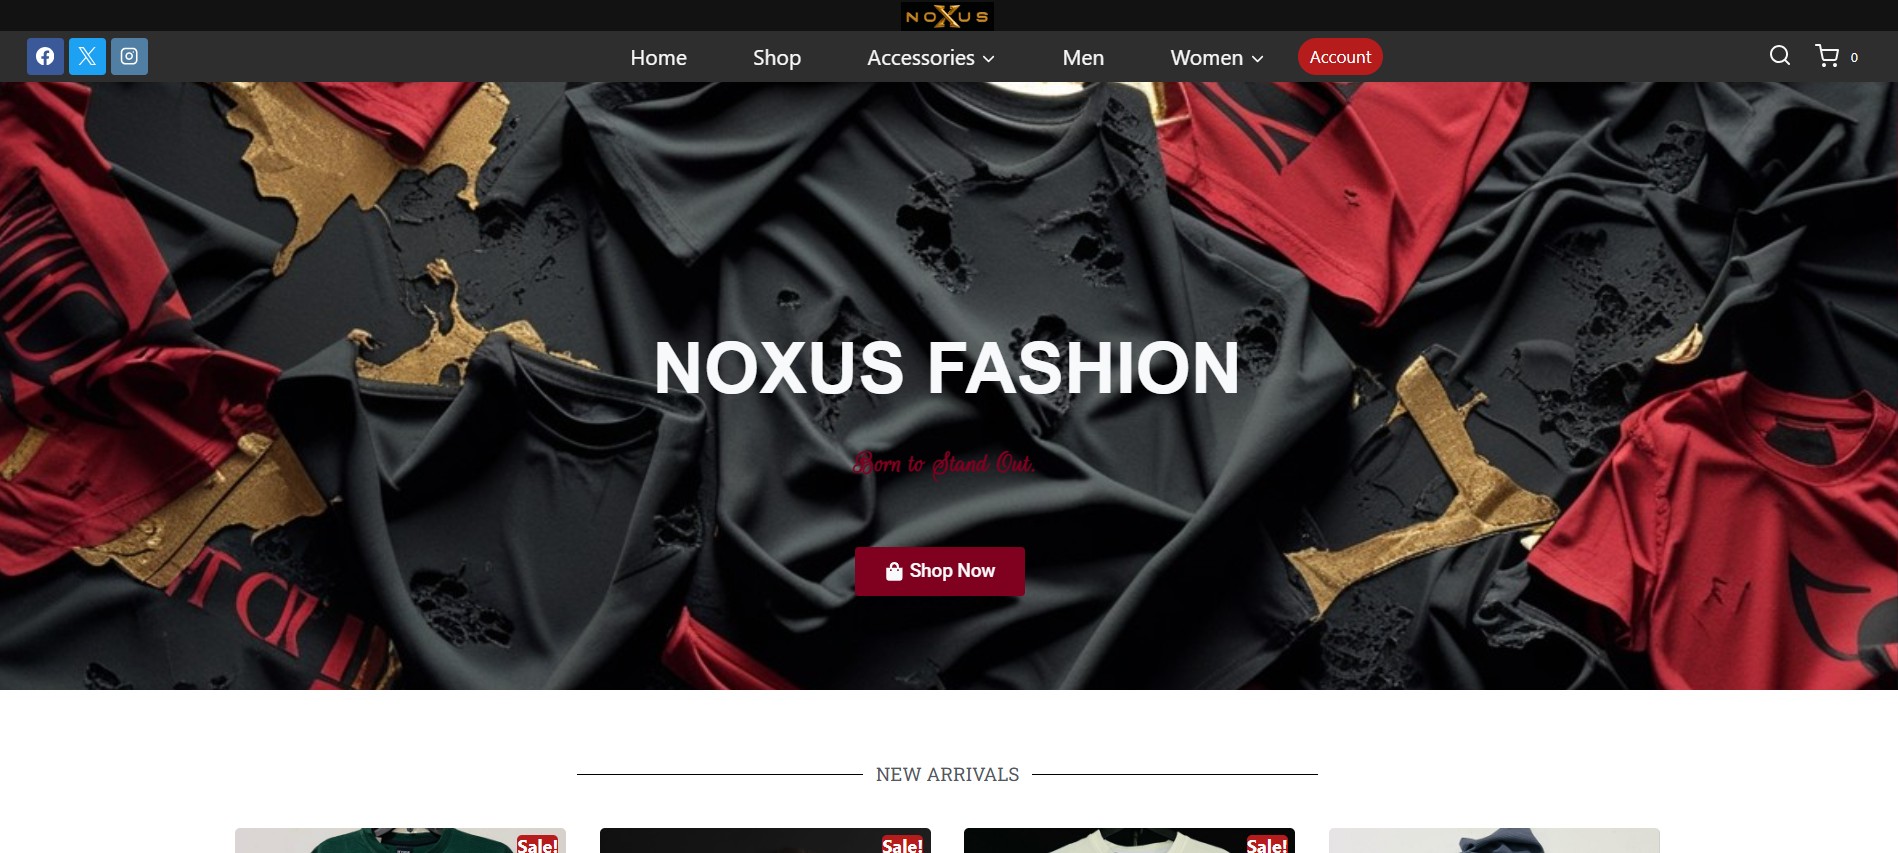 NOXUS
Home Shop Accessories Men Women Account 0
NOXUS FASHION
Born to Stand Out.
Shop Now
NEW ARRIVALS
Sale! Sale! Sale!